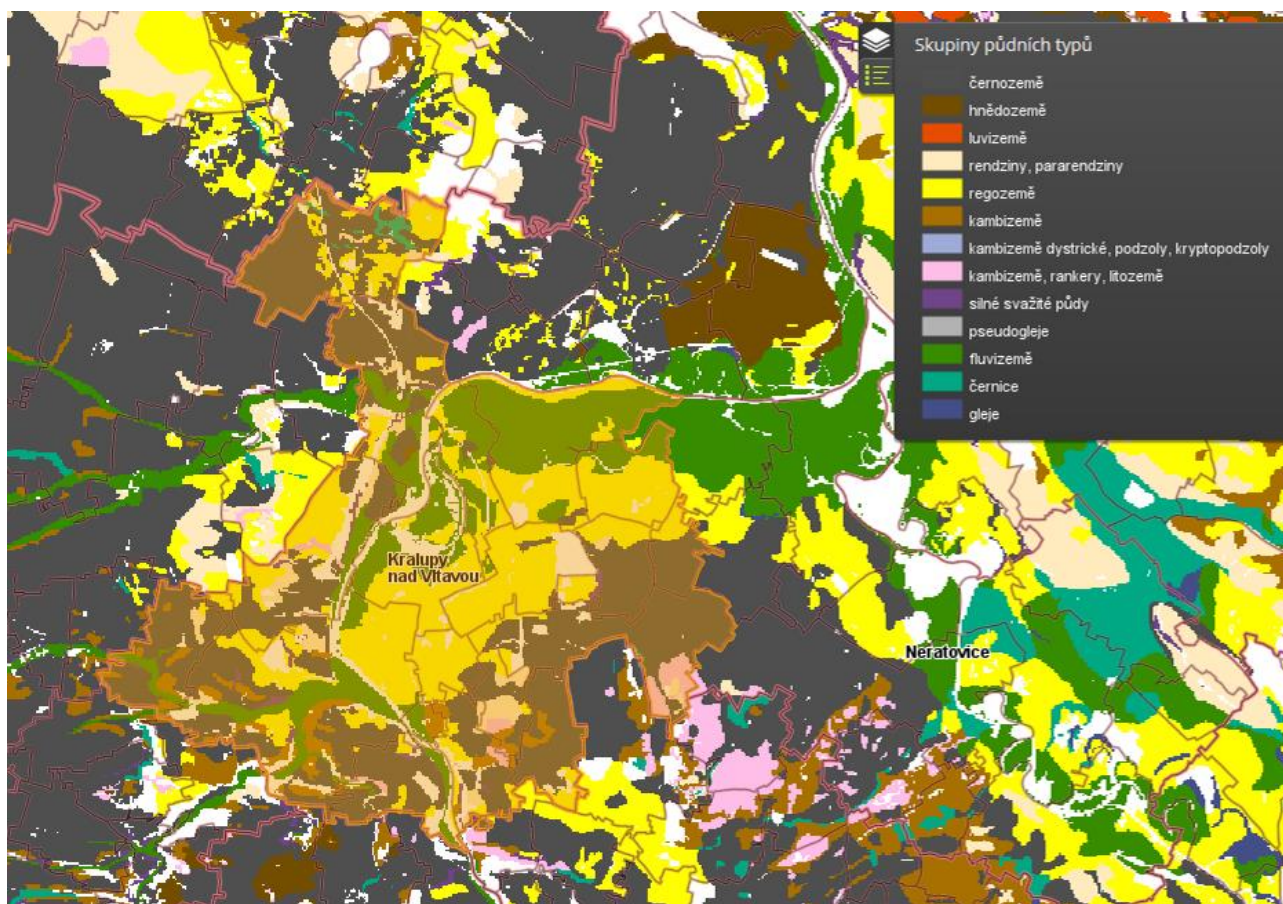 Skupiny půdních typů
černozemě
hnědozemě
luvizemě
rendziny, pararendziny
regozemě
kambizemě
kambizemě dystrické, podzoly, kryptopodzoly
kambizemě, rankery, litozemě
silné svažité půdy
pseudogleje
fluvizemě
černice
gleje
Kralupy
nad Vltavou
Neratovice